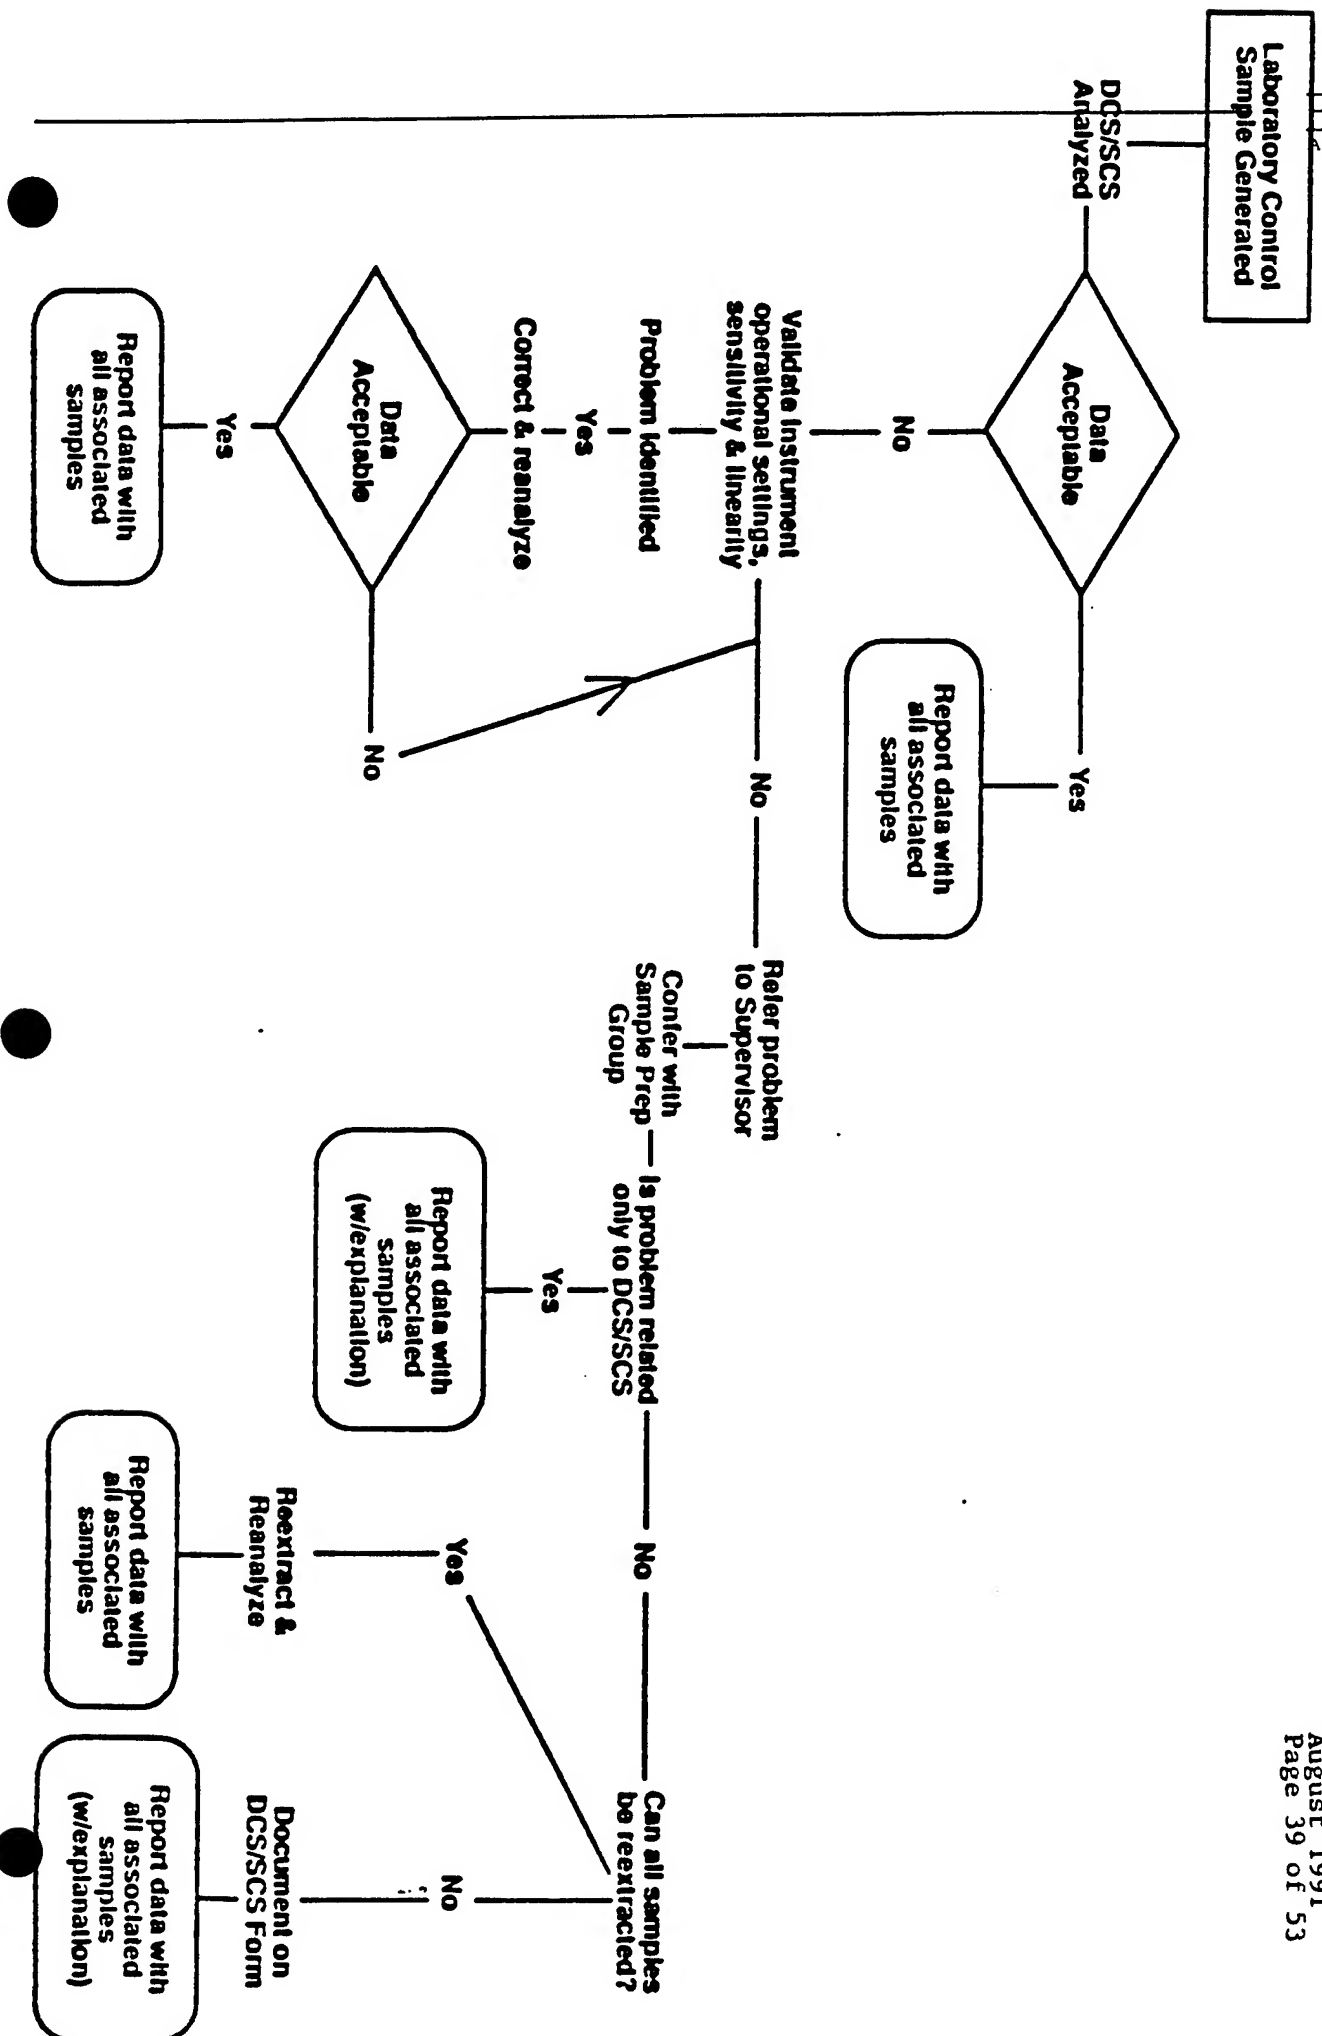 August 1991
Page 39 of 53
Laboratory Control
Sample Generated
DCS/SCS
Analyzed
Data
Acceptable
Yes
Report data with
all associated
samples
No
Validate instrument
operational settings,
sensitivity & linearity
No
Refer problem
to Supervisor
Confer with
Sample Prep
Group
Is problem related
only to DCS/SCS
No
Can all samples
be reextracted?
Problem identified
Yes
Correct & reanalyze
Data
Acceptable
No
Yes
Report data with
all associated
samples
Yes
Report data with
all associated
samples
(w/explanation)
Yes
Reextract &
Reanalyze
Report data with
all associated
samples
No
Document on
DCS/SCS Form
Report data with
all associated
samples
(w/explanation)